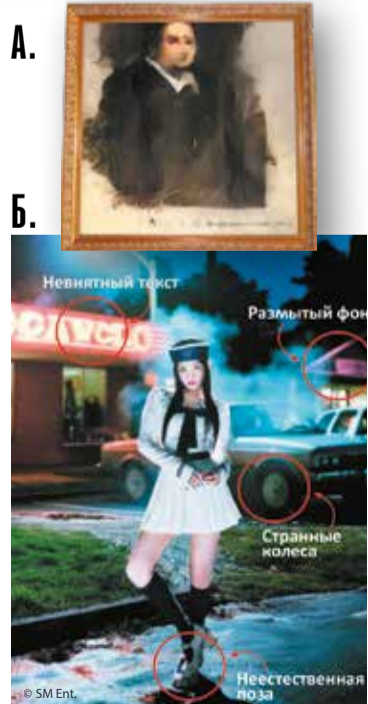 А.
Б.
Невнятный текст
Размытый фон
Странные
колеса
Неестественная
поза
© SM Ent.